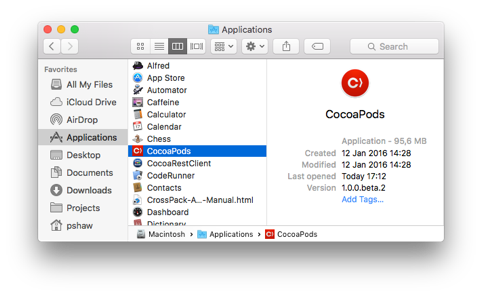 Applications
Search
Favorites
All My Files
iCloud Drive
AirDrop
Applications
Desktop
Documents
Downloads
Projects
pshaw
Alfred
App Store
Automator
Caffeine
Calculator
Calendar
Chess
CocoaPods
CocoaRestClient
CodeRunner
Contacts
CrossPack-A...-Manual.html
Dashboard
Dictionary
CocoaPods
Application - 95,6 MB
Created 12 Jan 2016 14:28
Modified 12 Jan 2016 14:28
Last opened Today 17:12
Version 1.0.0.beta.2
Add Tags...
Macintosh › Applications › CocoaPods